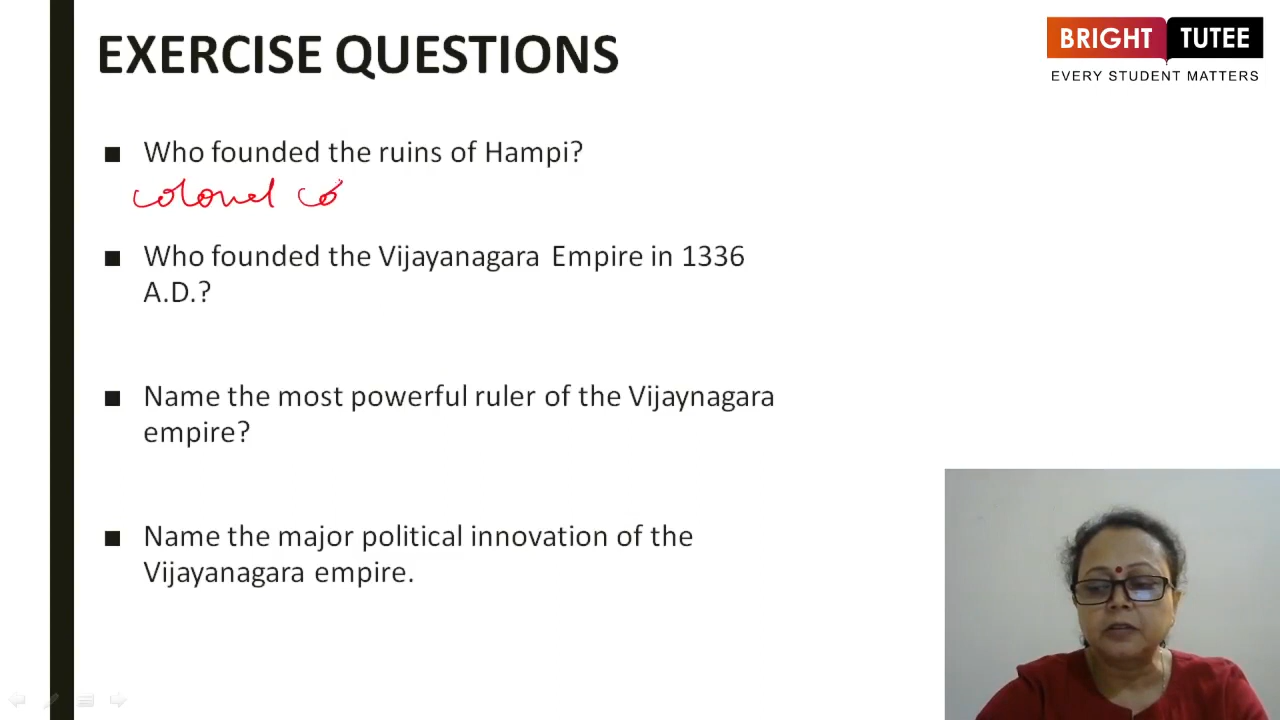 EXERCISE QUESTIONS
BRIGHT TUTEE
EVERY STUDENT MATTERS
■ Who founded the ruins of Hampi?
colonel co
■ Who founded the Vijayanagara Empire in 1336
A.D.?
■ Name the most powerful ruler of the Vijaynagara
empire?
■ Name the major political innovation of the
Vijayanagara empire.